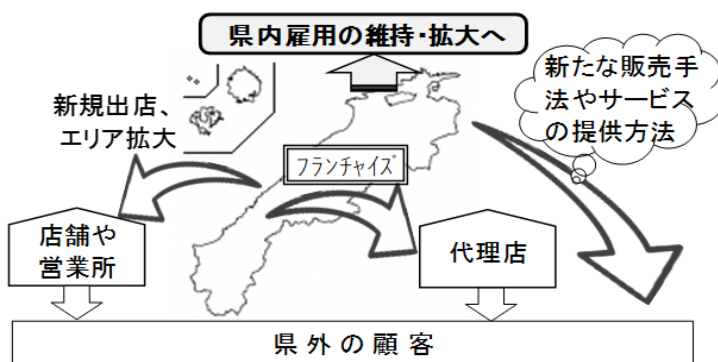 県内雇用の維持・拡大へ
新たな販売手
法やサービス
の提供方法
新規出店、
エリア拡大
フランチャイズ
店舗や
営業所
代理店
県外の顧客